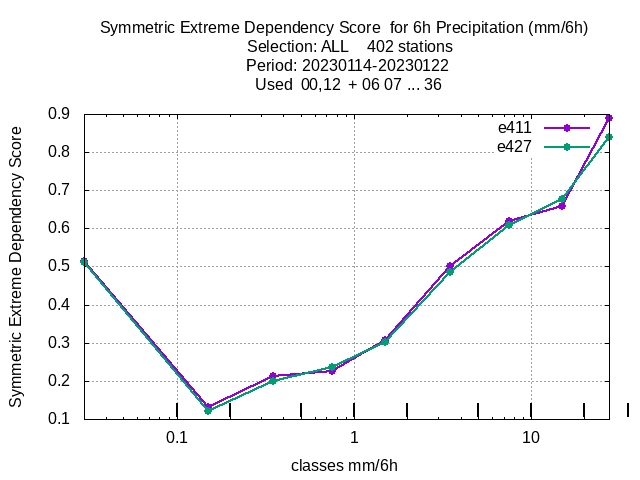 Symmetric Extreme Dependency Score  for 6h Precipitation (mm/6h)
Selection: ALL    402 stations
Period: 20230114-20230122
Used  00,12  + 06 07 ... 36
Symmetric Extreme Dependency Score
0.9
0.8
0.7
0.6
0.5
0.4
0.3
0.2
0.1
e411
e427
0.1
1
10
classes mm/6h